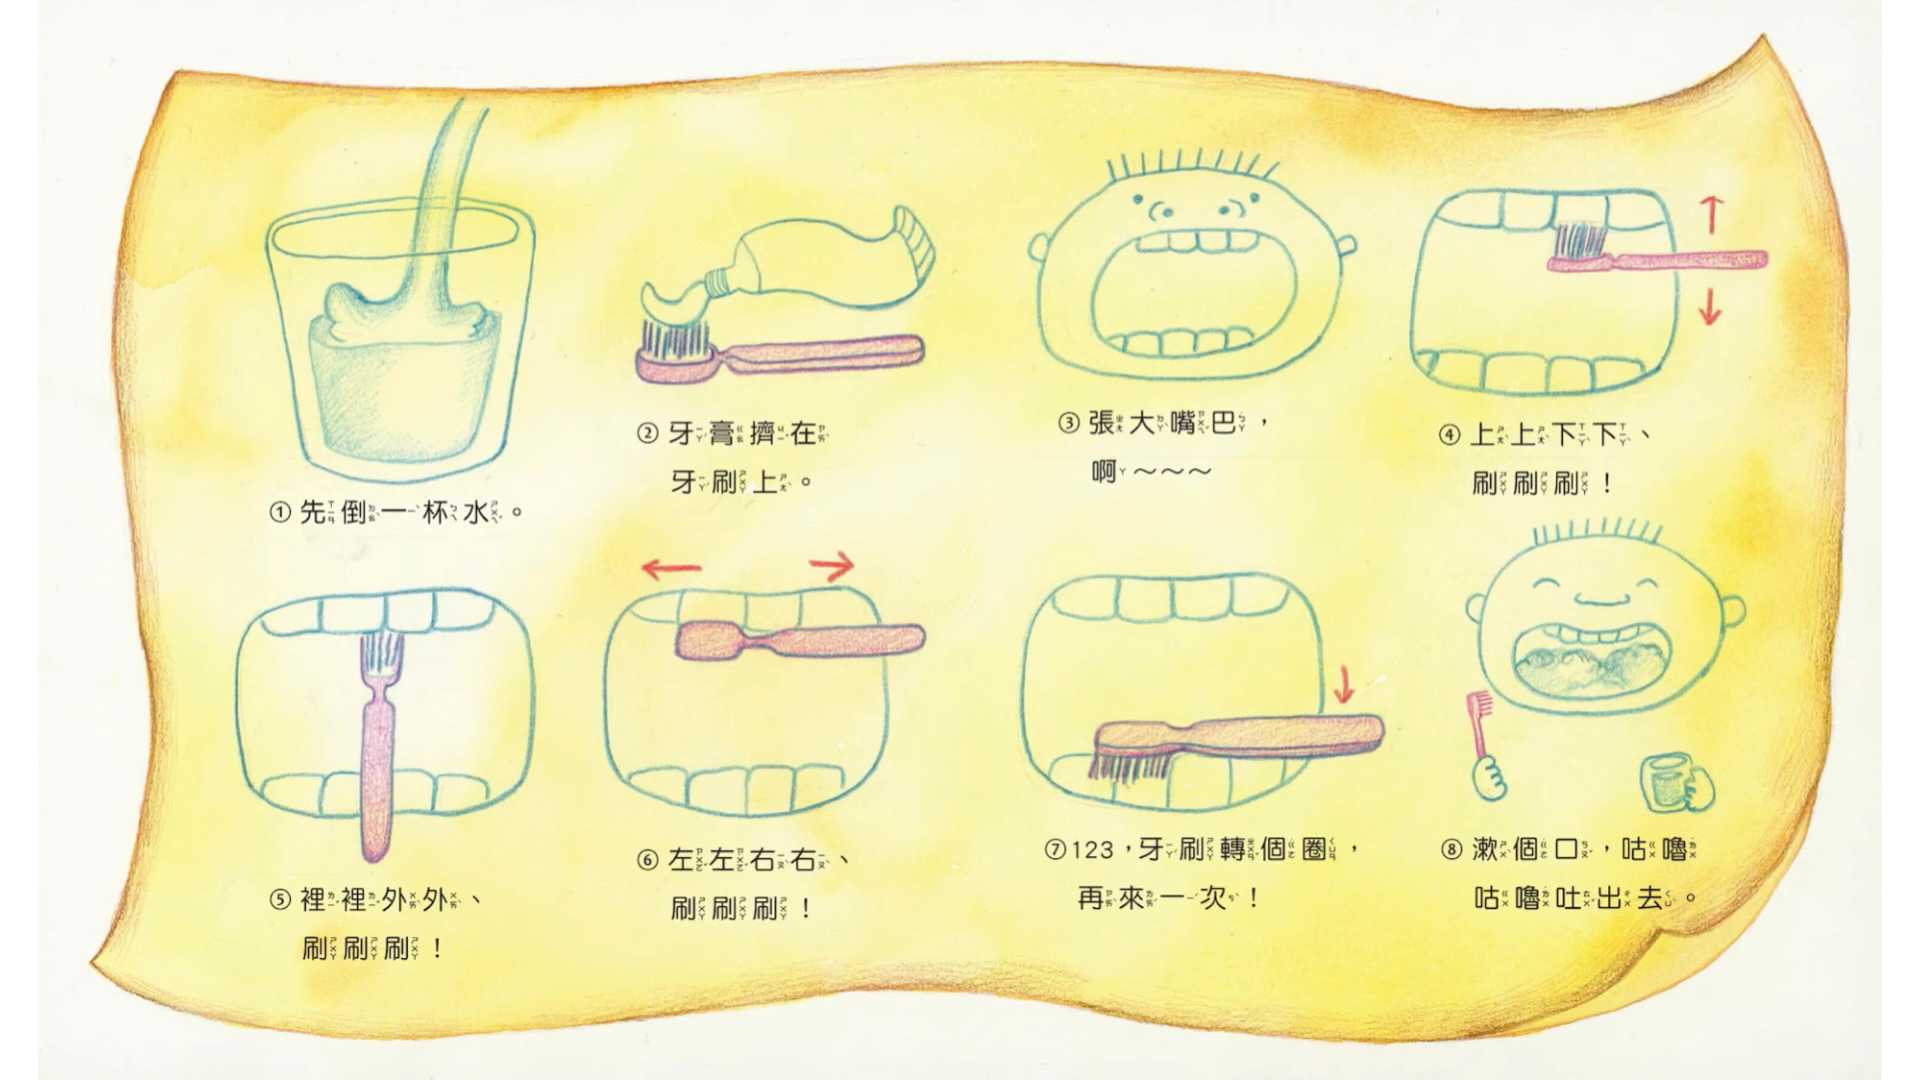 ①先倒一杯水。
②牙膏擠在
牙刷上。
③張大嘴巴，
啊～～～
④上上下下、
刷刷刷！
⑤裡裡外外、
刷刷刷！
⑥左左右右、
刷刷刷！
⑦123，牙刷轉個圈，
再來一次！
⑧漱個口，咕嚕
咕嚕吐出去。